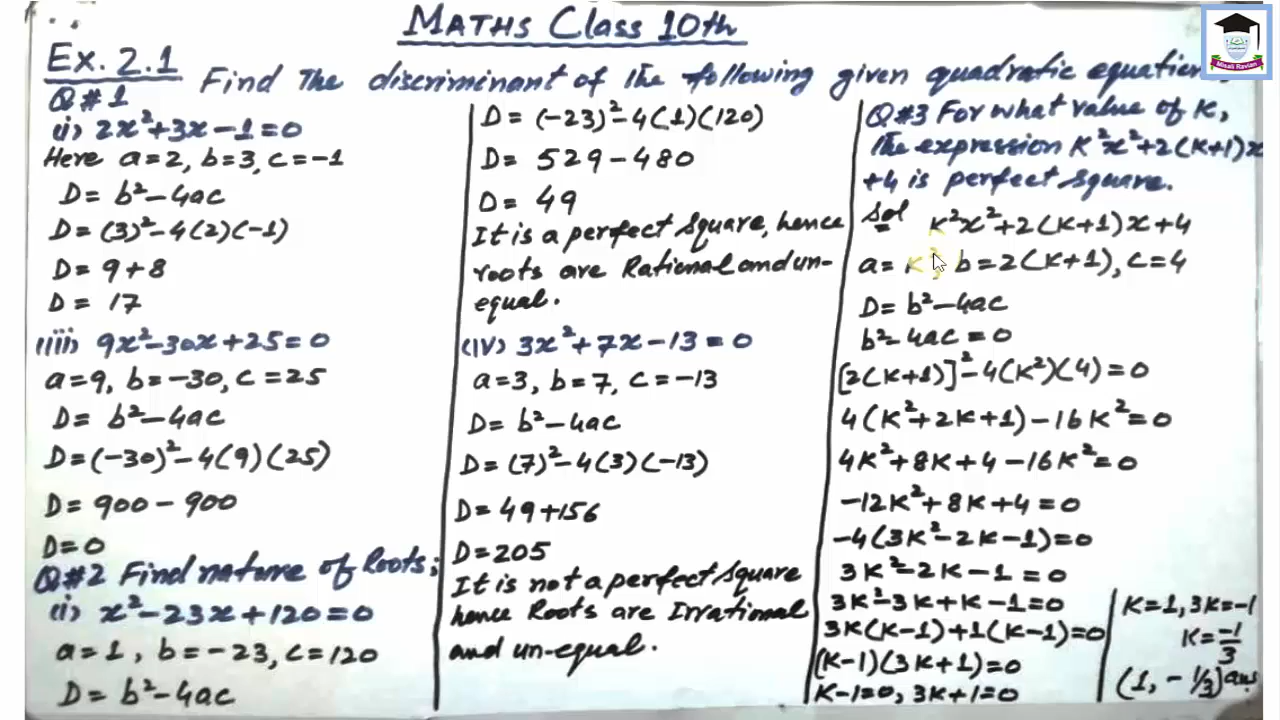 MATHS Class 10th
Ex. 2.1 Find The discriminant of The following given quadratic equation
Q#1
(i) 2x²+3x-1=0
Here a=2, b=3, c=-1
D= b²-4ac
D=(3)²-4(2)(-1)
D= 9+8
D= 17
(iii) 9x²-30x+25=0
a=9, b=-30, c=25
D= b²-4ac
D=(-30)²-4(9)(25)
D= 900-900
D=0
Q#2 Find nature of Roots;
(i) x²-23x+120=0
a=1, b=-23, c=120
D= b²-4ac
D= (-23)²-4(1)(120)
D= 529-480
D= 49
It is a perfect Square, hence
roots are Rational and un-
equal.
(iv) 3x²+7x-13=0
a=3, b=7, c=-13
D= b²-4ac
D=(7)²-4(3)(-13)
D= 49+156
D=205
It is not a perfect Square
hence Roots are Irrational
and un-equal.
Q#3 For what value of K,
The expression K²x²+2(K+1)x
+4 is perfect square.
Sol K²x²+2(K+1)x+4
a=K², b=2(K+1), c=4
D= b²-4ac
b²-4ac=0
[2(K+1)]²-4(K²)(4)=0
4(K²+2K+1)-16K²=0
4K²+8K+4-16K²=0
-12K²+8K+4=0
-4(3K²-2K-1)=0
3K²-2K-1=0
3K²-3K+K-1=0
3K(K-1)+1(K-1)=0
(K-1)(3K+1)=0
K-1=0, 3K+1=0
K=1, 3K=-1
K=-1/3
(1, -1/3) ans
Misali Ravian